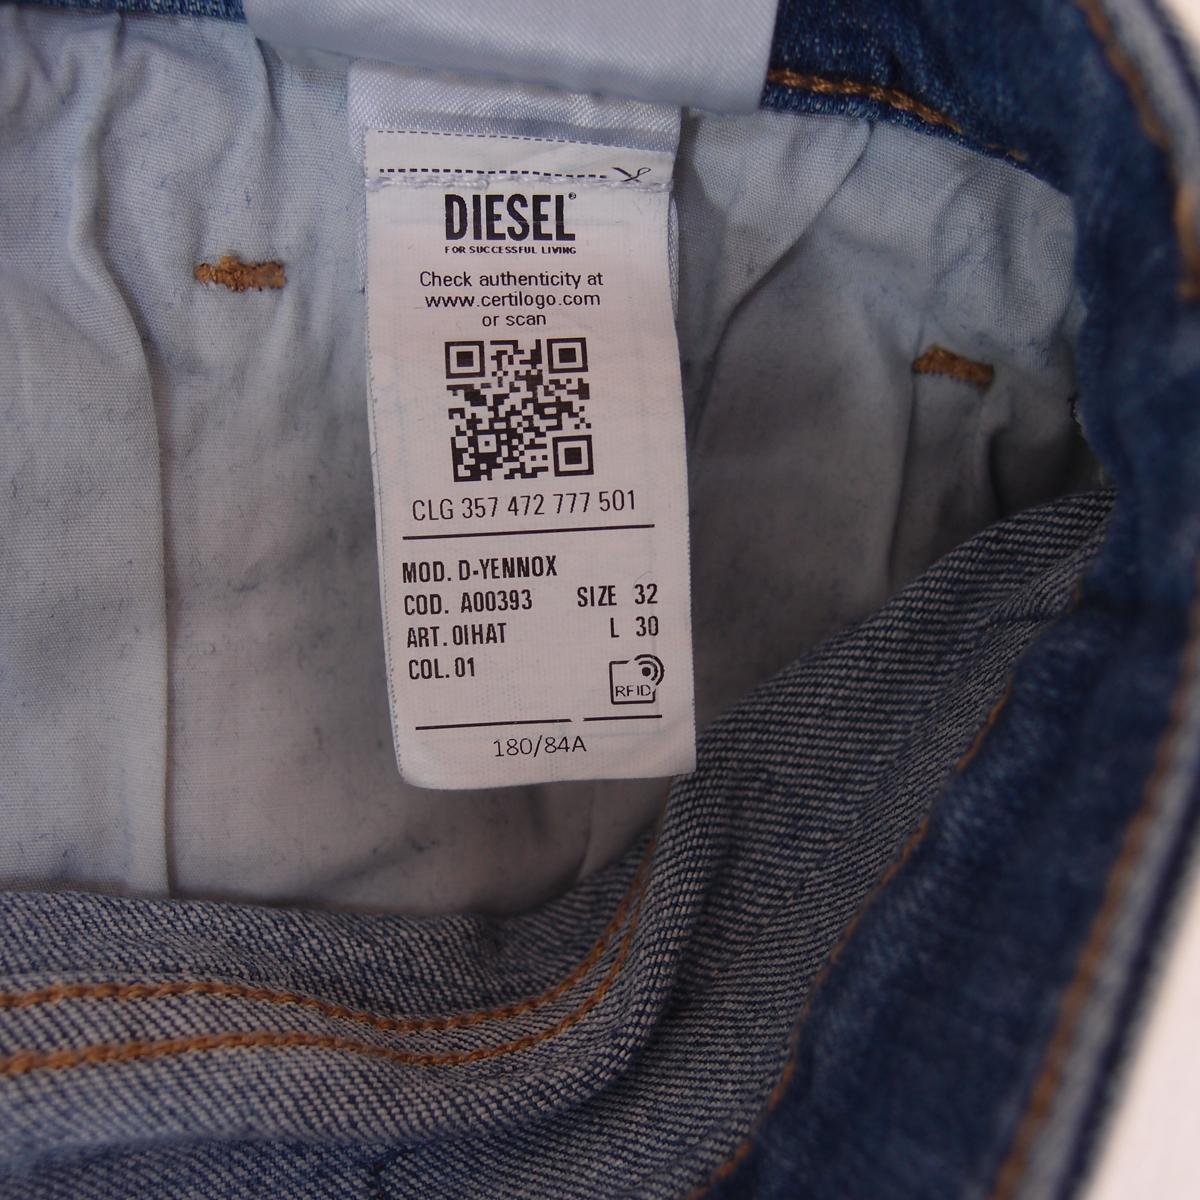 DIESEL®
FOR SUCCESSFUL LIVING
Check authenticity at
www.certilogo.com
or scan
CLG 357 472 777 501
MOD. D-YENNOX
COD. A00393 SIZE 32
ART. 0IHAT L 30
COL. 01
RFID
180/84A